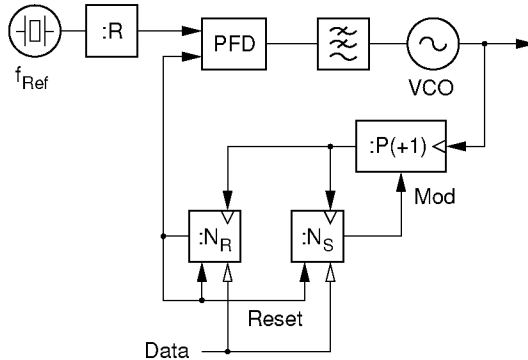 :R
PFD
f_Ref
VCO
:P(+1)
Mod
:N_R
:N_S
Reset
Data